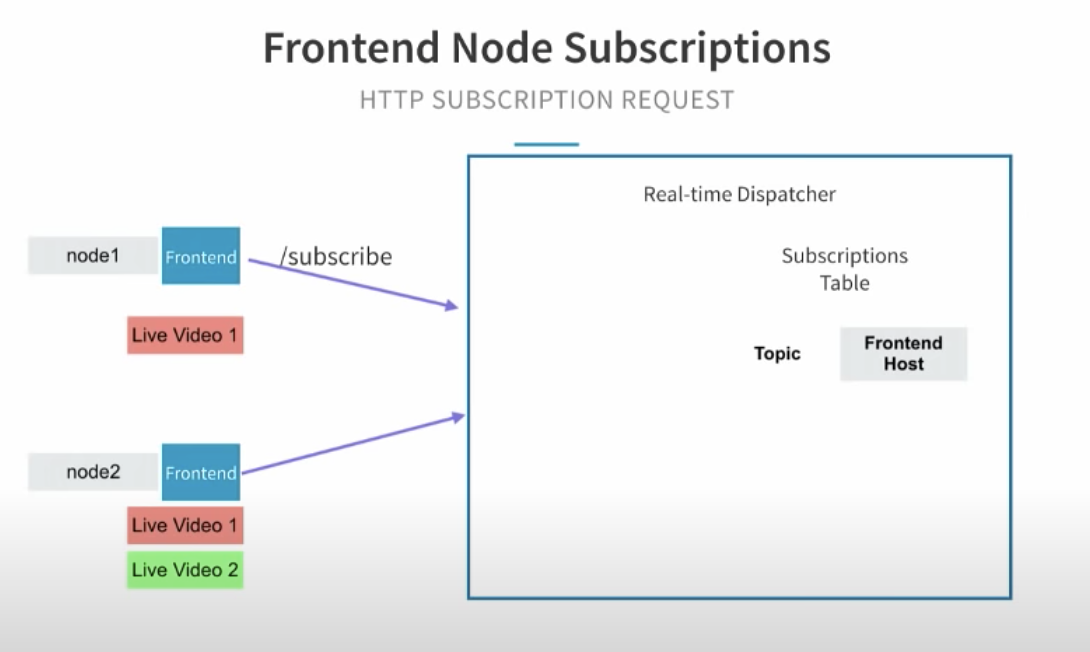 Frontend Node Subscriptions
HTTP SUBSCRIPTION REQUEST
Real-time Dispatcher
node1
Frontend
/subscribe
Subscriptions
Table
Live Video 1
Topic
Frontend
Host
node2
Frontend
Live Video 1
Live Video 2